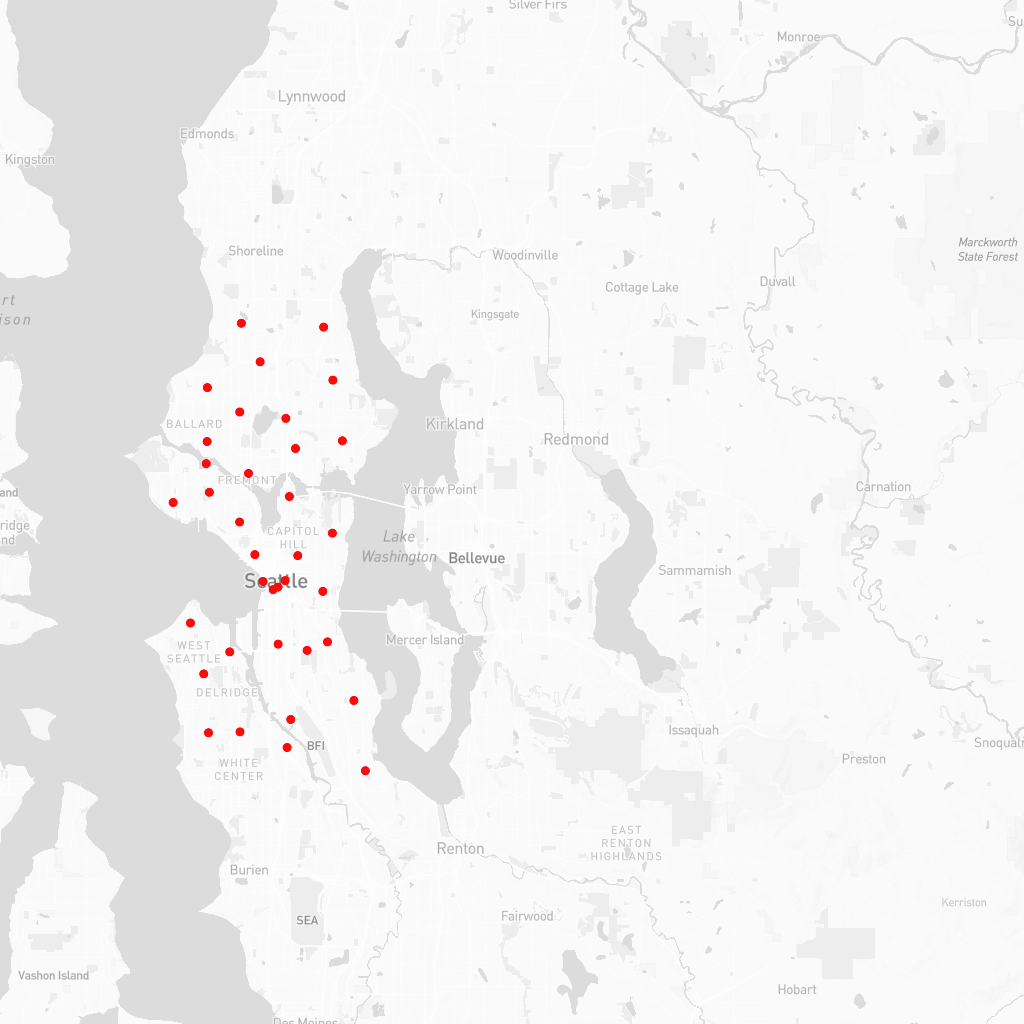 Silver Firs
Monroe
Su
Lynnwood
Edmonds
Kingston
Shoreline
Woodinville
Marckworth
State Forest
Cottage Lake
Duvall
rt
ison
Kingsgate
BALLARD
Kirkland
Redmond
FREMONT
Yarrow Point
Carnation
land
ridge
nd
CAPITOL
HILL
Lake
Washington
Bellevue
Seattle
Sammamish
Mercer Island
WEST
SEATTLE
DELRIDGE
Issaquah
BFI
Snoqualm
Preston
WHITE
CENTER
EAST
RENTON
HIGHLANDS
Renton
Burien
Kerriston
SEA
Fairwood
Vashon Island
Hobart
Des Moines